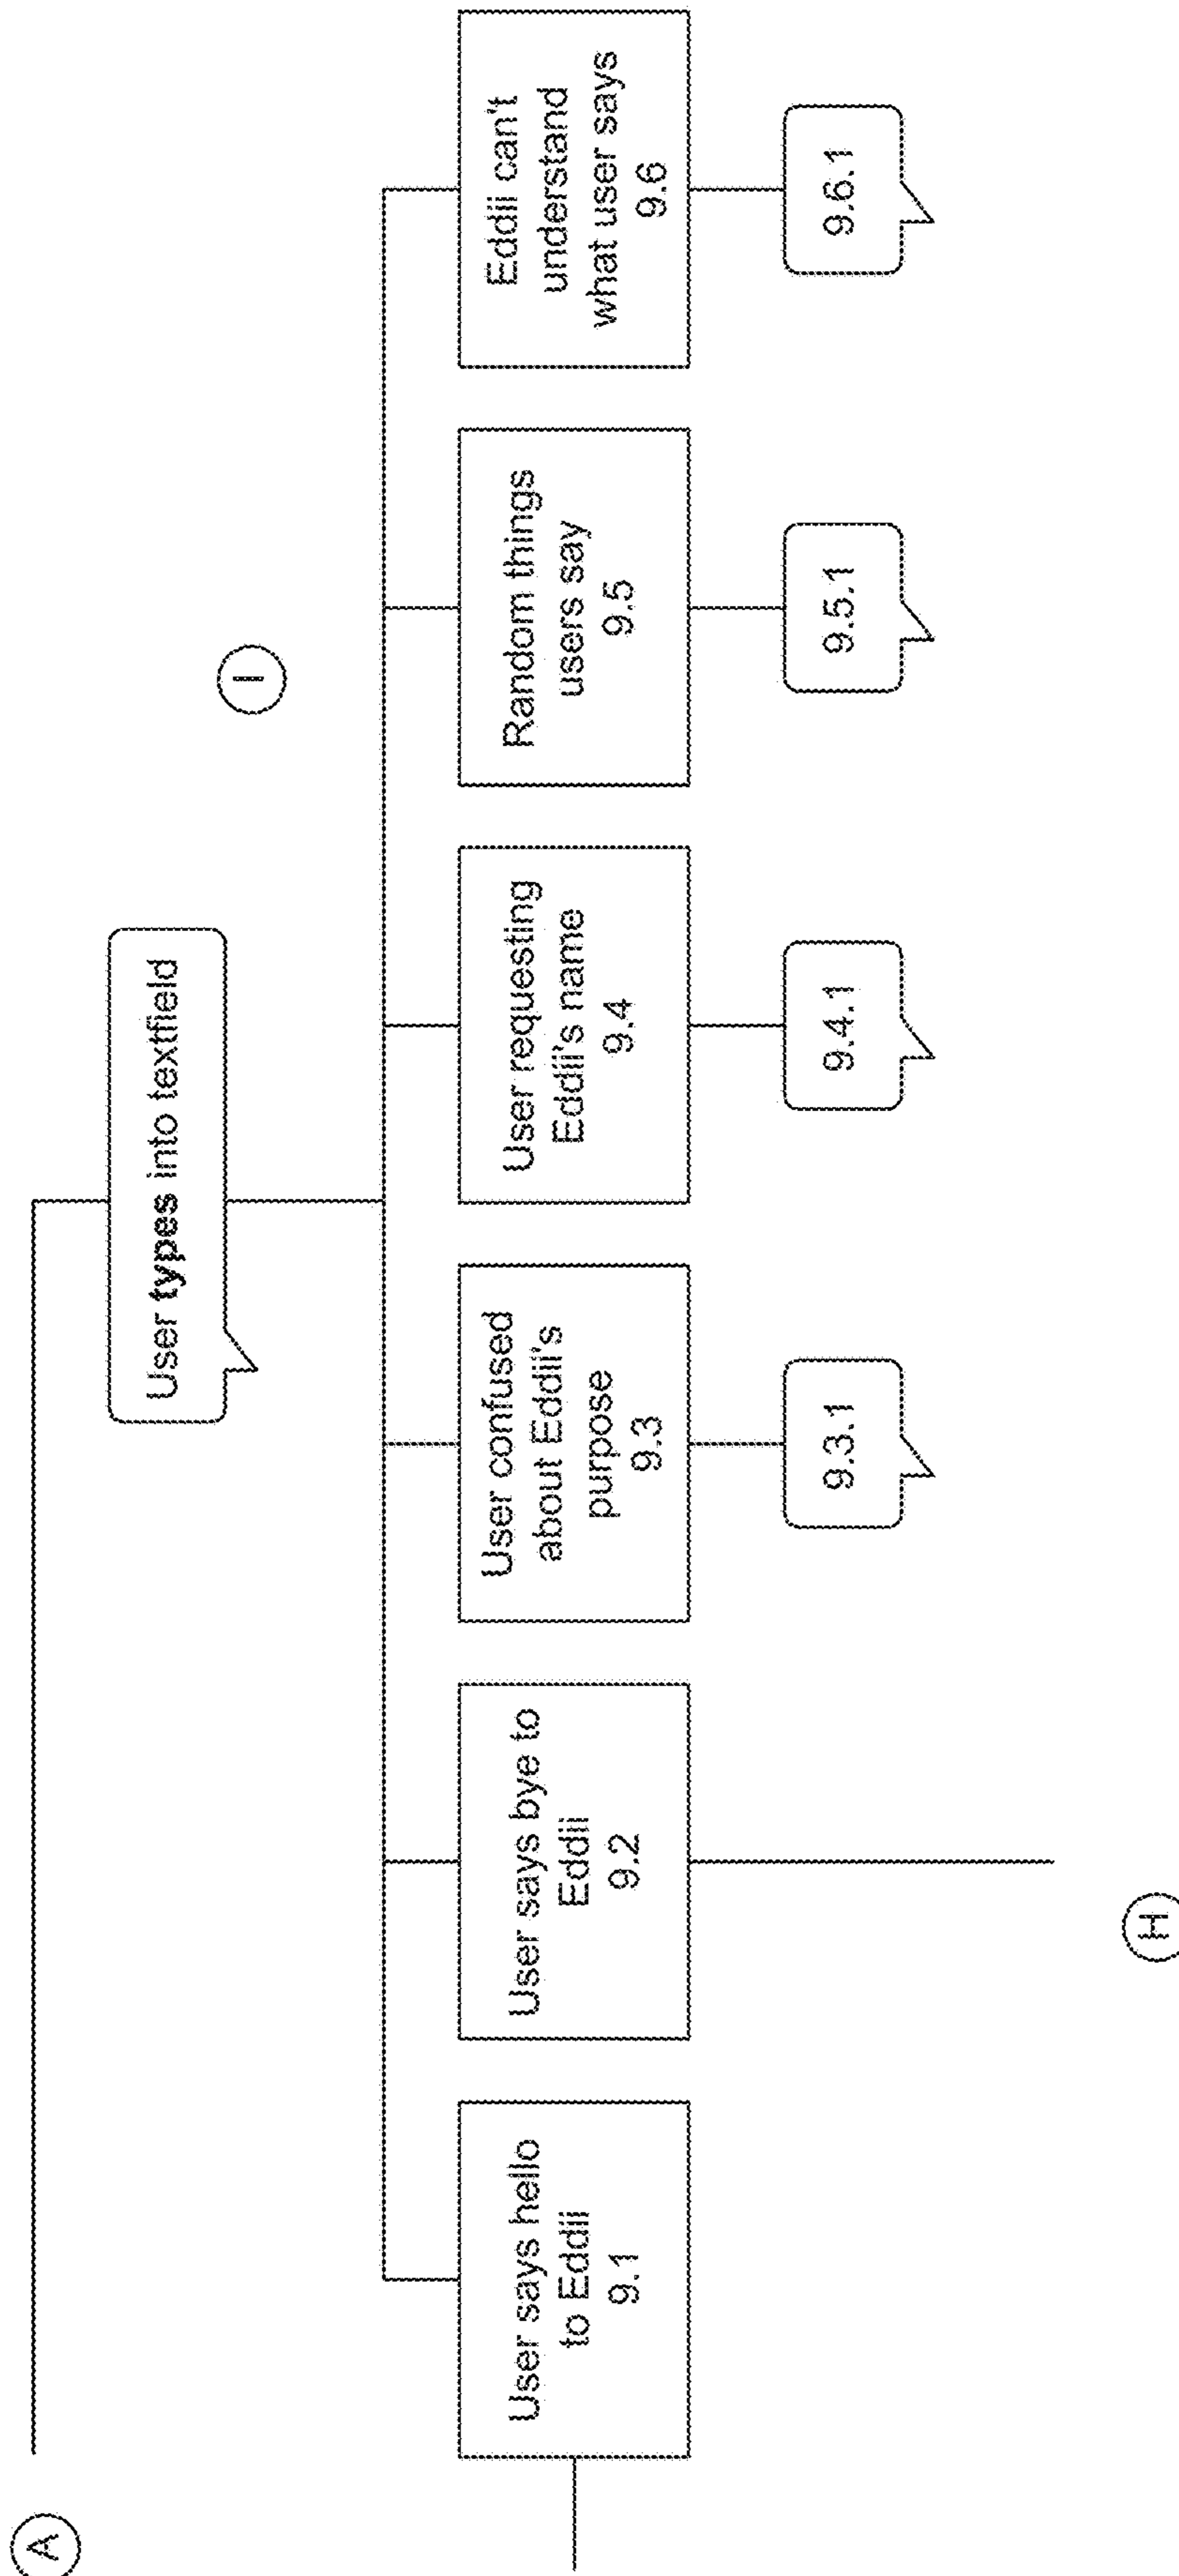 A
User types into textfield
I
User says hello
to Eddii
9.1
User says bye to
Eddii
9.2
User confused
about Eddii's
purpose
9.3
User requesting
Eddii's name
9.4
Random things
users say
9.5
Eddii can't
understand
what user says
9.6
9.3.1
9.4.1
9.5.1
9.6.1
H